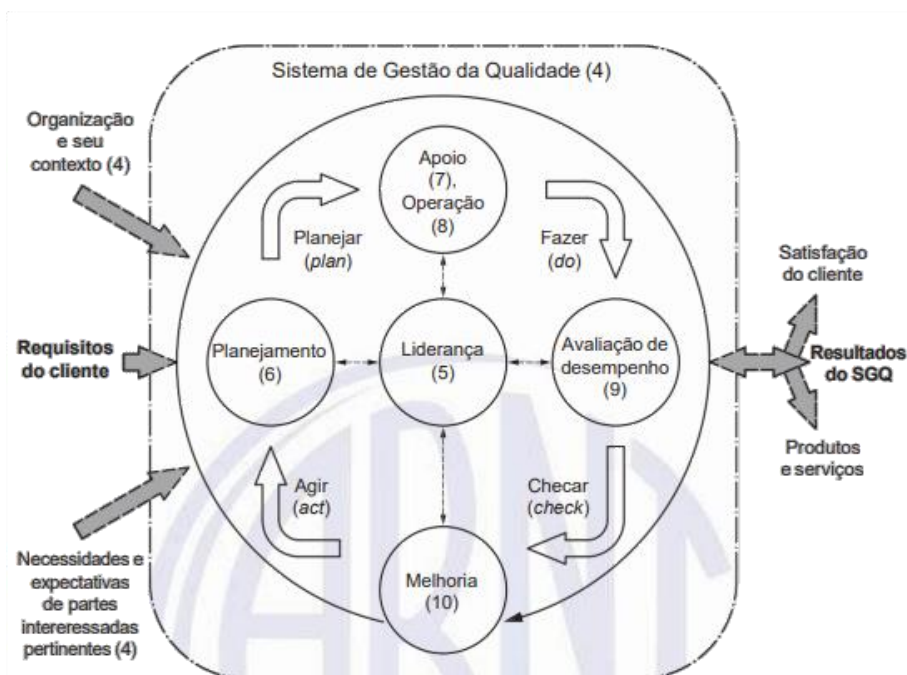 Sistema de Gestão da Qualidade (4)
Organização
e seu
contexto (4)
Apoio
(7),
Operação
(8)
Planejar
(plan)
Fazer
(do)
Satisfação
do cliente
Requisitos
do cliente
Planejamento
(6)
Liderança
(5)
Avaliação de
desempenho
(9)
Resultados
do SGQ
Produtos
e serviços
Agir
(act)
Checar
(check)
Necessidades e
expectativas
de partes
intereressadas
pertinentes (4)
Melhoria
(10)
ABNT